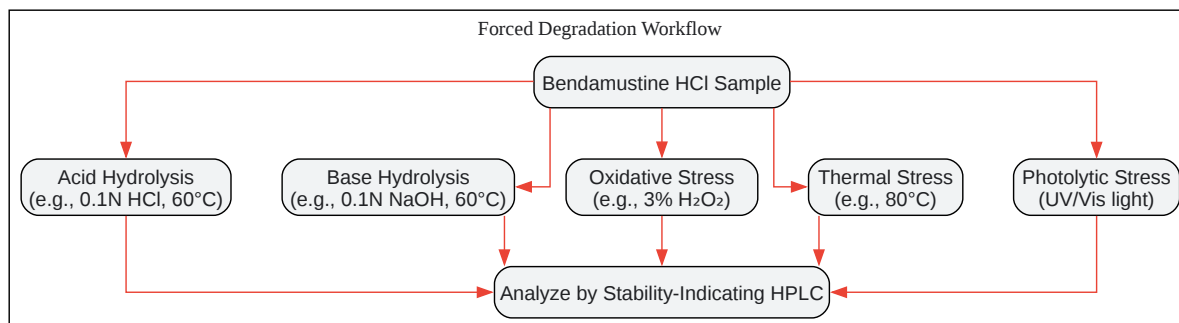 Forced Degradation Workflow
Bendamustine HCl Sample
Acid Hydrolysis
(e.g., 0.1N HCl, 60°C)
Base Hydrolysis
(e.g., 0.1N NaOH, 60°C)
Oxidative Stress
(e.g., 3% H₂O₂)
Thermal Stress
(e.g., 80°C)
Photolytic Stress
(UV/Vis light)
Analyze by Stability-Indicating HPLC